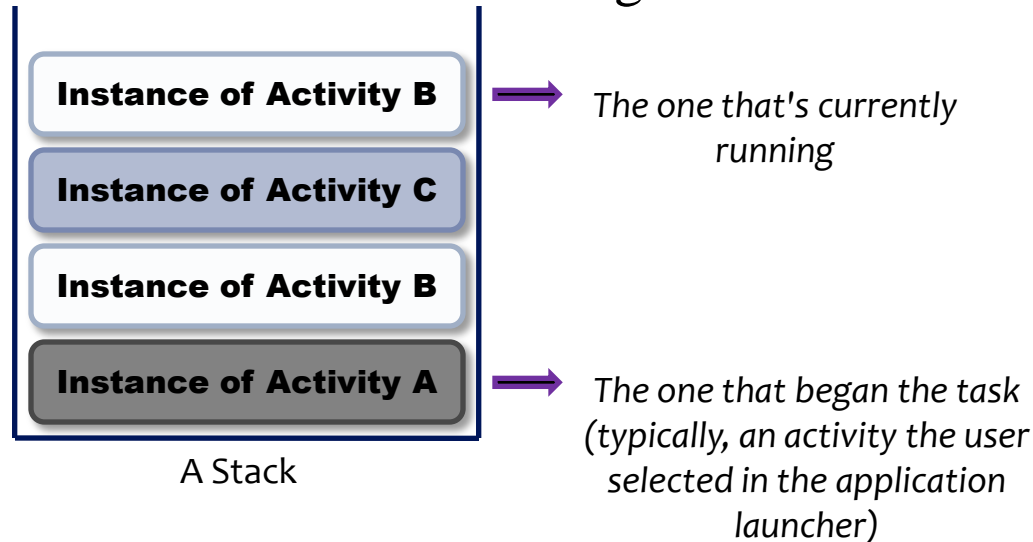 Instance of Activity B
The one that's currently
running
Instance of Activity C
Instance of Activity B
Instance of Activity A
The one that began the task
(typically, an activity the user
selected in the application
launcher)
A Stack